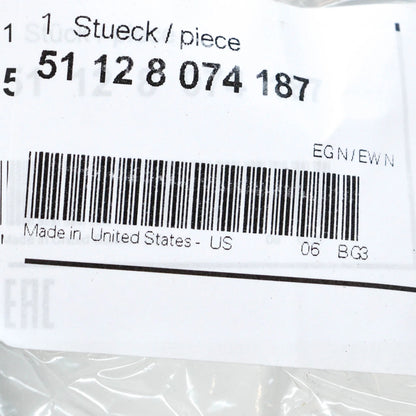 1 Stueck / piece
51 12 8 074 187
EGN/EWN
Made in United States - US 06 BG3
EAC